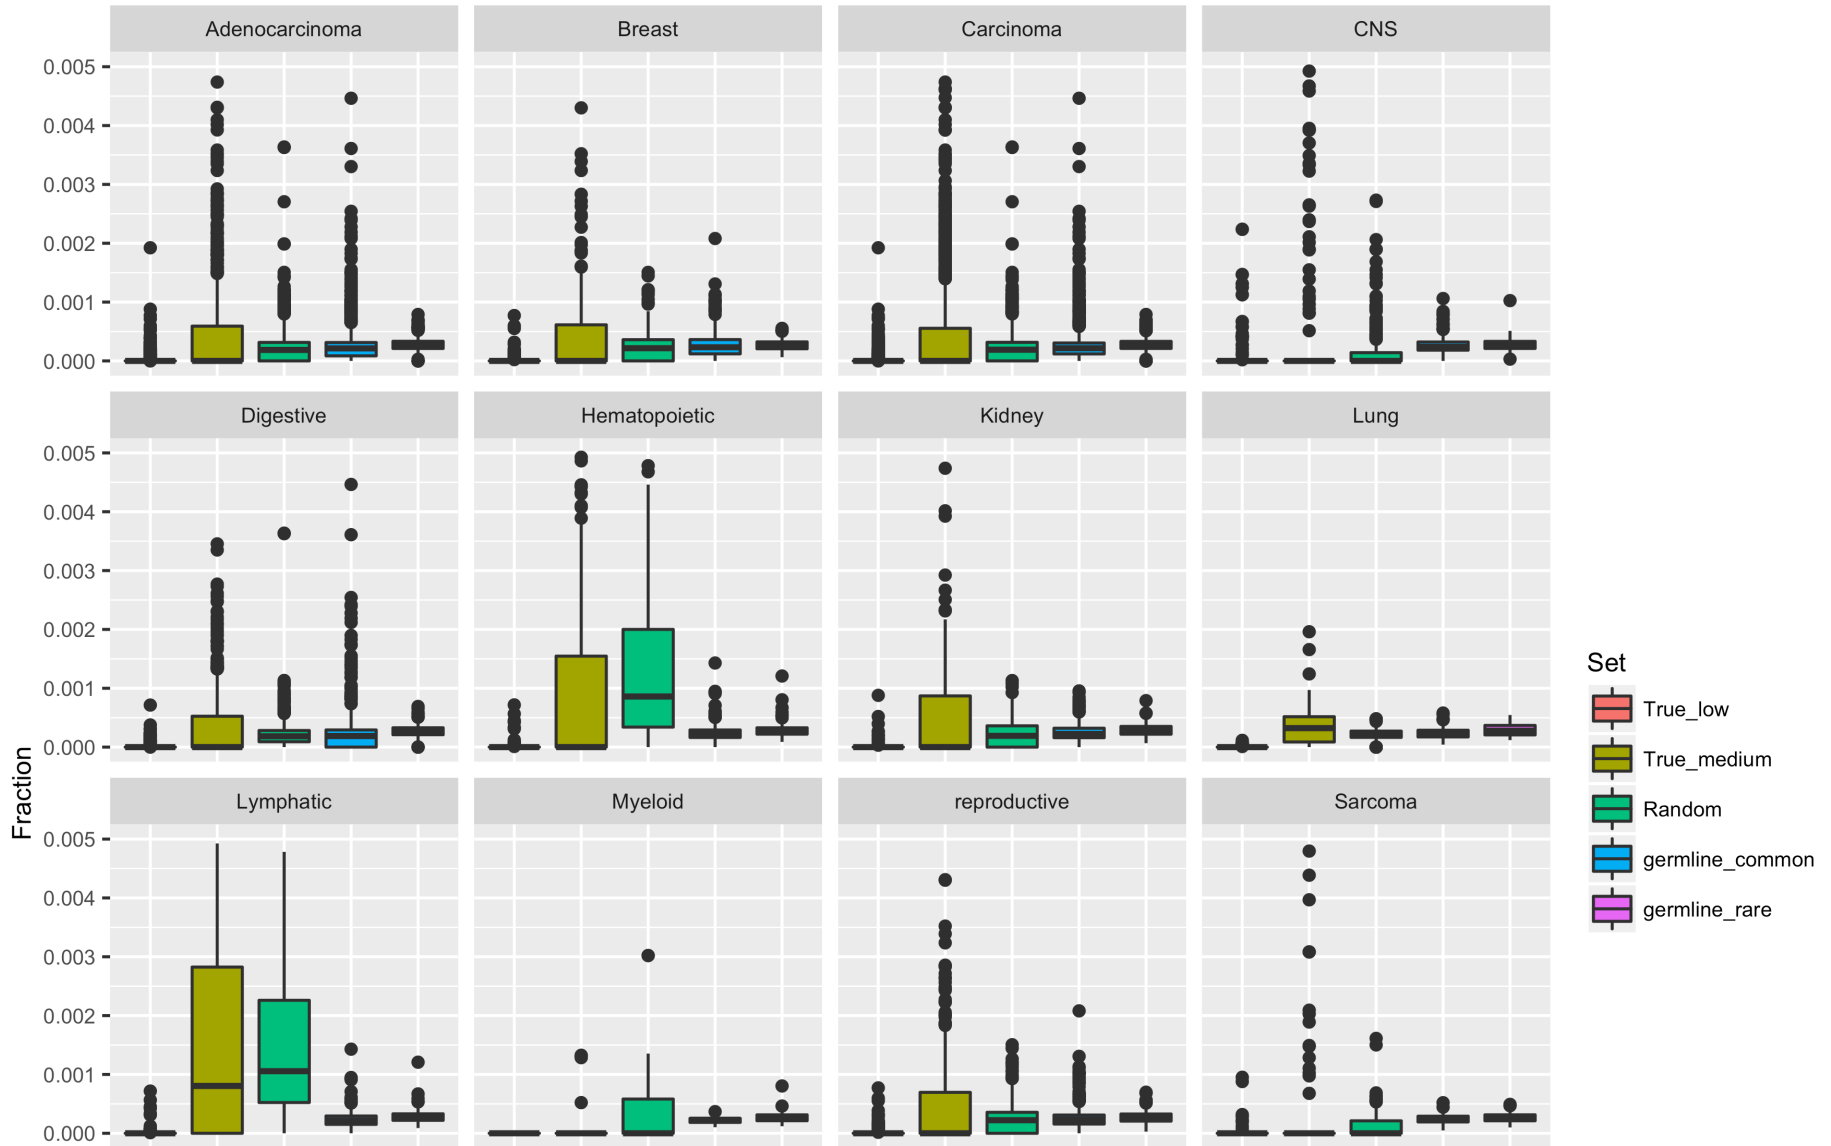 Adenocarcinoma Breast Carcinoma CNS
0.005
0.004
0.003
0.002
0.001
0.000
Digestive Hematopoietic Kidney Lung
0.005
0.004
0.003
0.002
0.001
0.000
Lymphatic Myeloid reproductive Sarcoma
0.005
0.004
0.003
0.002
0.001
0.000
Fraction
Set
True_low
True_medium
Random
germline_common
germline_rare